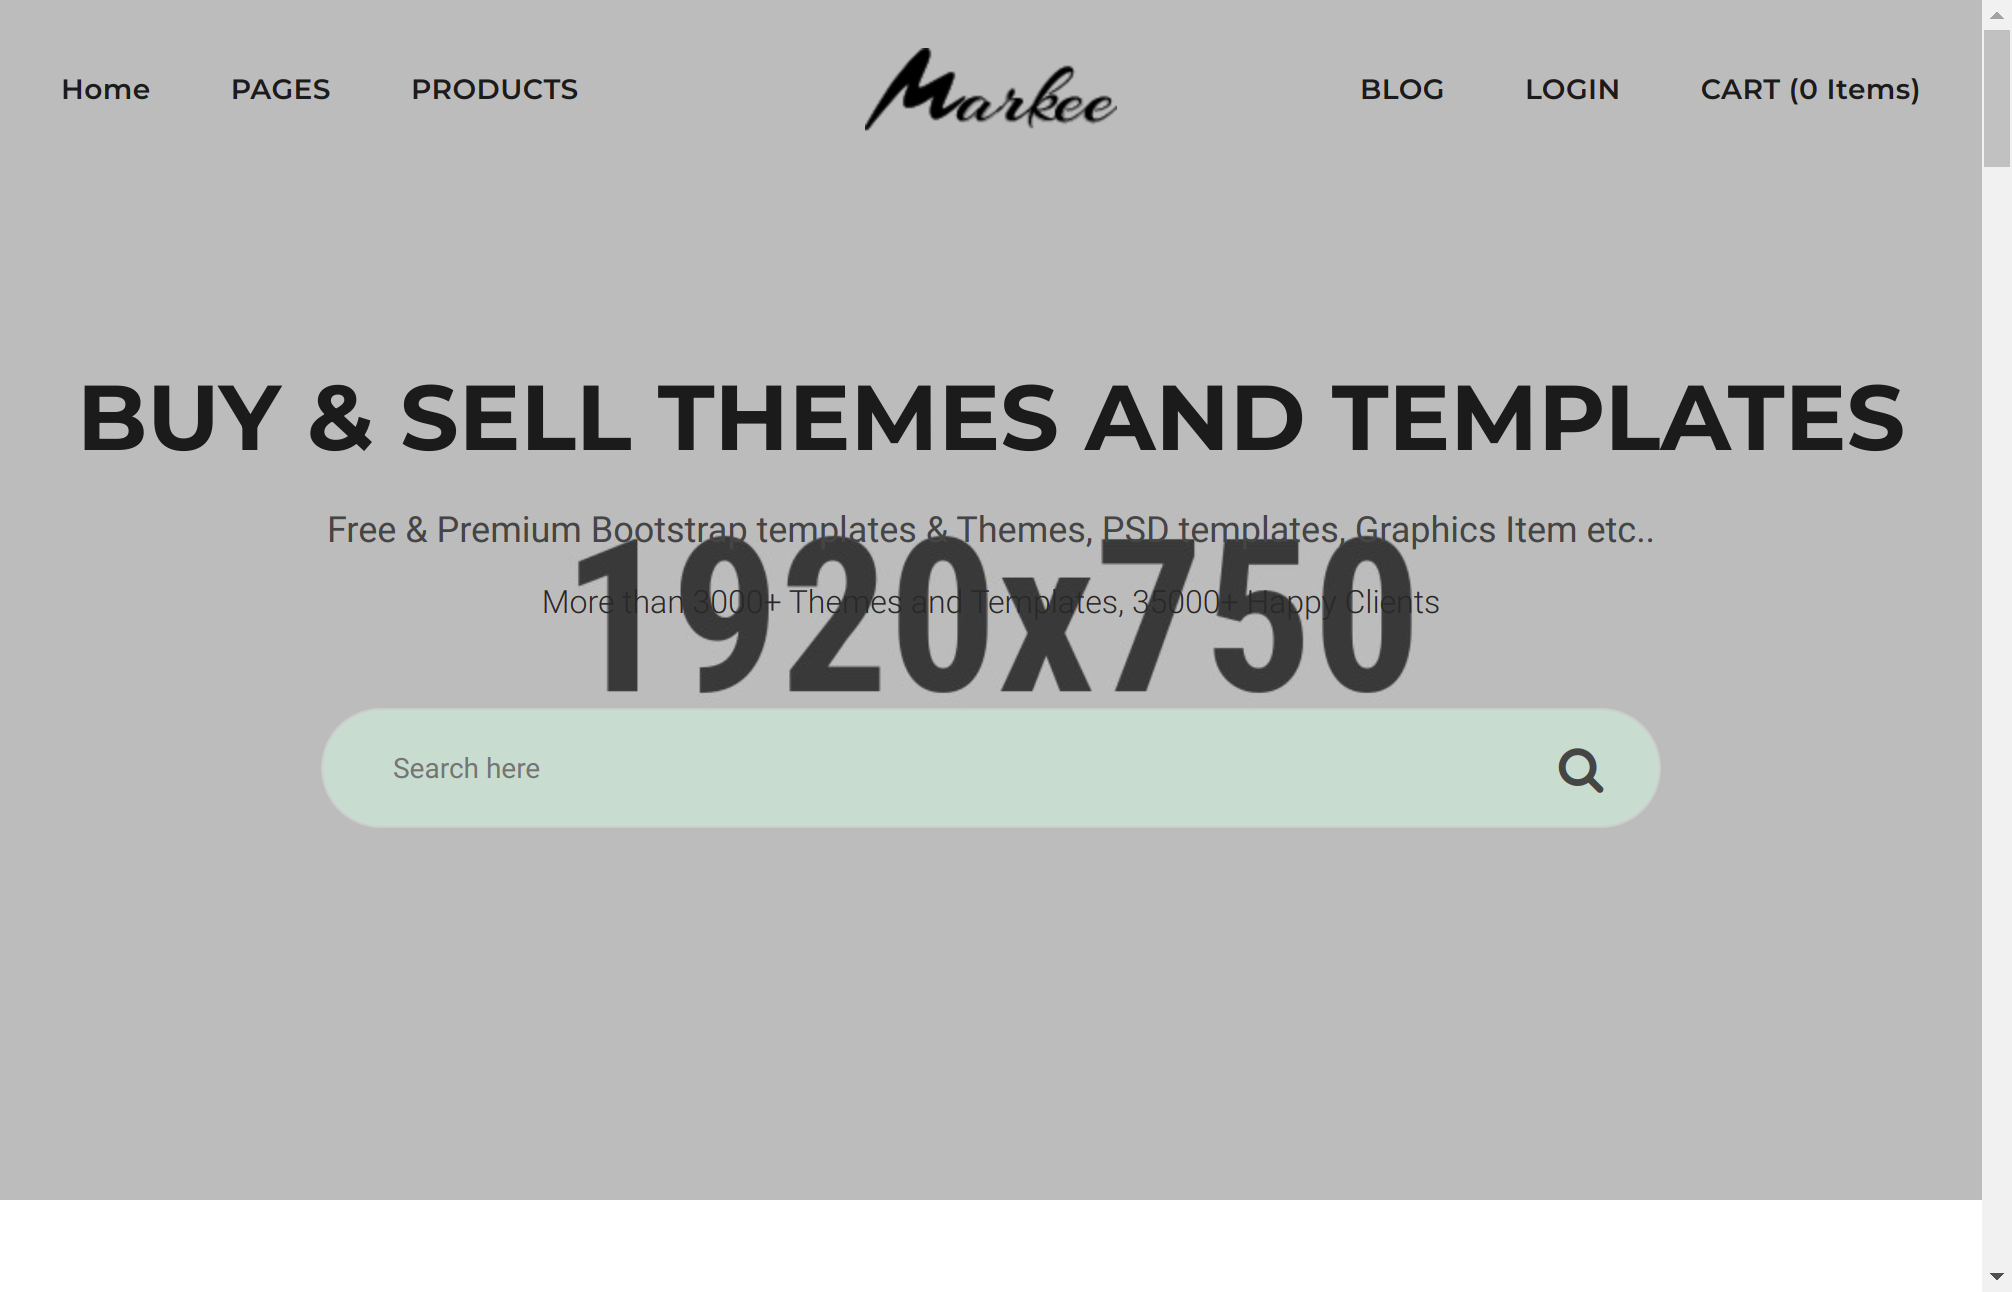 Home PAGES PRODUCTS Markee BLOG LOGIN CART (0 Items)
BUY & SELL THEMES AND TEMPLATES
Free & Premium Bootstrap templates & Themes, PSD templates, Graphics Item etc..
More than 3000+ Themes and Templates, 35000+ Happy Clients
1920x750
Search here